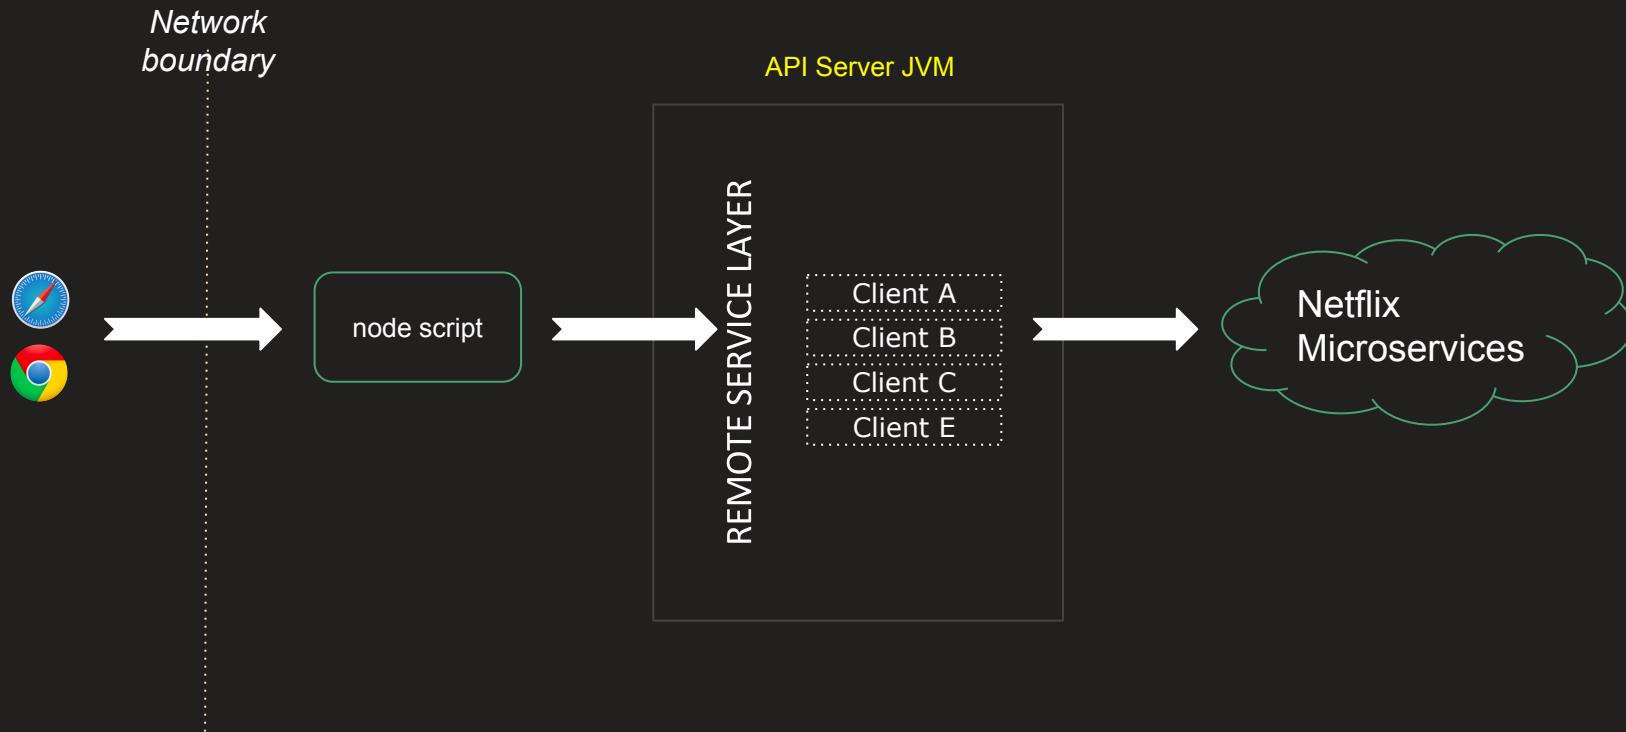 Network
boundary
API Server JVM
node script
REMOTE SERVICE LAYER
Client A
Client B
Client C
Client E
Netflix
Microservices